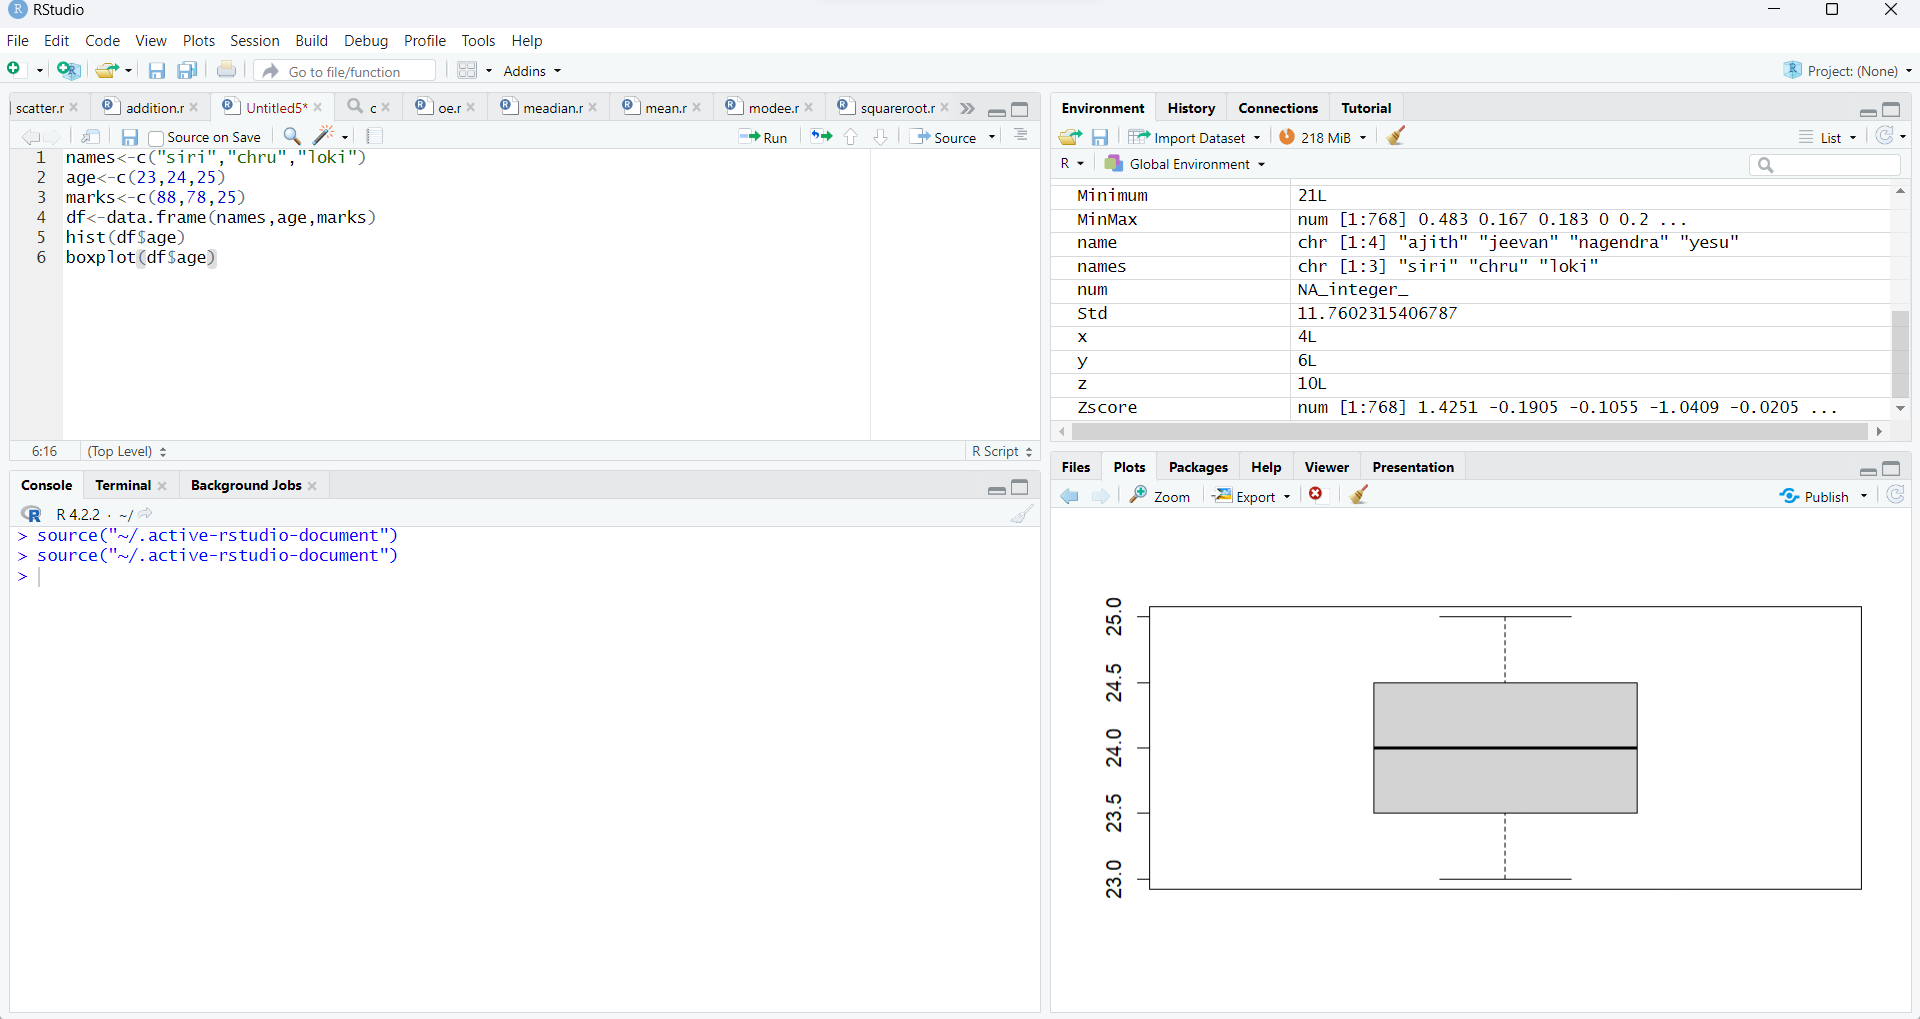 RStudio
File Edit Code View Plots Session Build Debug Profile Tools Help
Go to file/function Addins Project: (None)
scatter.r addition.r Untitled5* c oe.r meadian.r mean.r modee.r squareroot.r
Source on Save Run Source
1 names<-c("siri","chru","loki")
2 age<-c(23,24,25)
3 marks<-c(88,78,25)
4 df<-data.frame(names,age,marks)
5 hist(df$age)
6 boxplot(df$age)
6:16 (Top Level) R Script
Console Terminal Background Jobs
R 4.2.2 · ~/
> source("~/.active-rstudio-document")
> source("~/.active-rstudio-document")
>
Environment History Connections Tutorial
Import Dataset 218 MiB List
R Global Environment
Minimum 21L
MinMax num [1:768] 0.483 0.167 0.183 0 0.2 ...
name chr [1:4] "ajith" "jeevan" "nagendra" "yesu"
names chr [1:3] "siri" "chru" "loki"
num NA_integer_
Std 11.7602315406787
x 4L
y 6L
z 10L
Zscore num [1:768] 1.4251 -0.1905 -0.1055 -1.0409 -0.0205 ...
Files Plots Packages Help Viewer Presentation
Zoom Export Publish
25.0
24.5
24.0
23.5
23.0